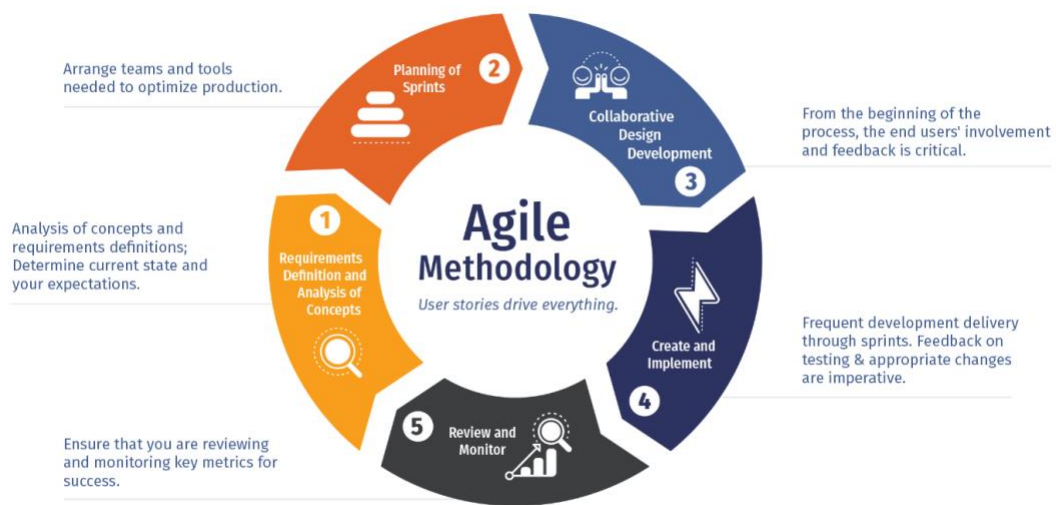 Agile
Methodology
User stories drive everything.
1
Requirements
Definition and
Analysis of
Concepts
Analysis of concepts and
requirements definitions;
Determine current state and
your expectations.
2
Planning of
Sprints
Arrange teams and tools
needed to optimize production.
Collaborative
Design
Development
3
From the beginning of the
process, the end users' involvement
and feedback is critical.
Create and
Implement
4
Frequent development delivery
through sprints. Feedback on
testing & appropriate changes
are imperative.
5
Review and
Monitor
Ensure that you are reviewing
and monitoring key metrics for
success.